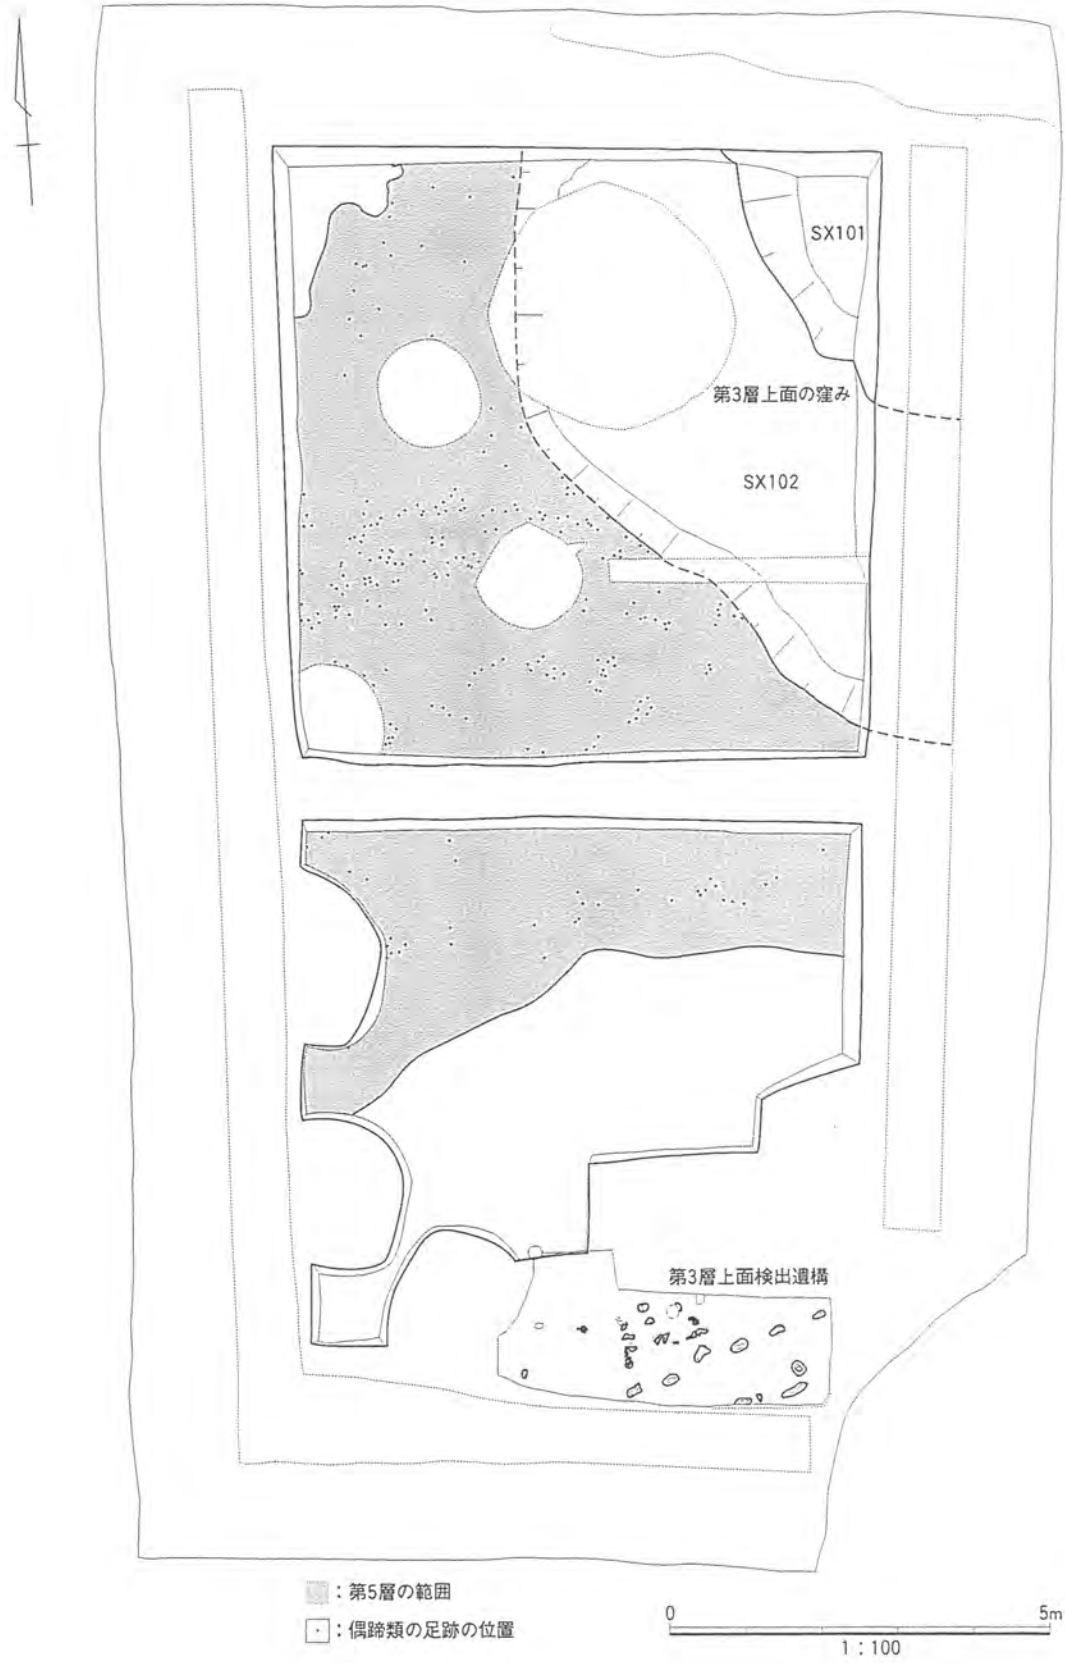 SX101
第3層上面の窪み
SX102
第3層上面検出遺構
：第5層の範囲
：偶蹄類の足跡の位置
0 5m
1：100